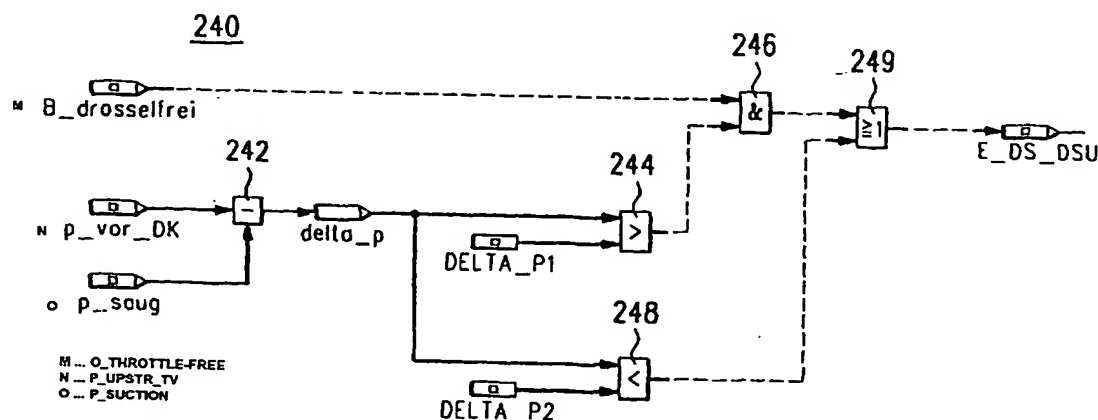 240
246
249
M B_drosselfrei
&
≧1
E_DS_DSU
242
244
N p_vor_DK
−
delta_p
>
DELTA_P1
O p_saug
248
M ... O_THROTTLE-FREE
N ... P_UPSTR_TV
O ... P_SUCTION
<
DELTA_P2